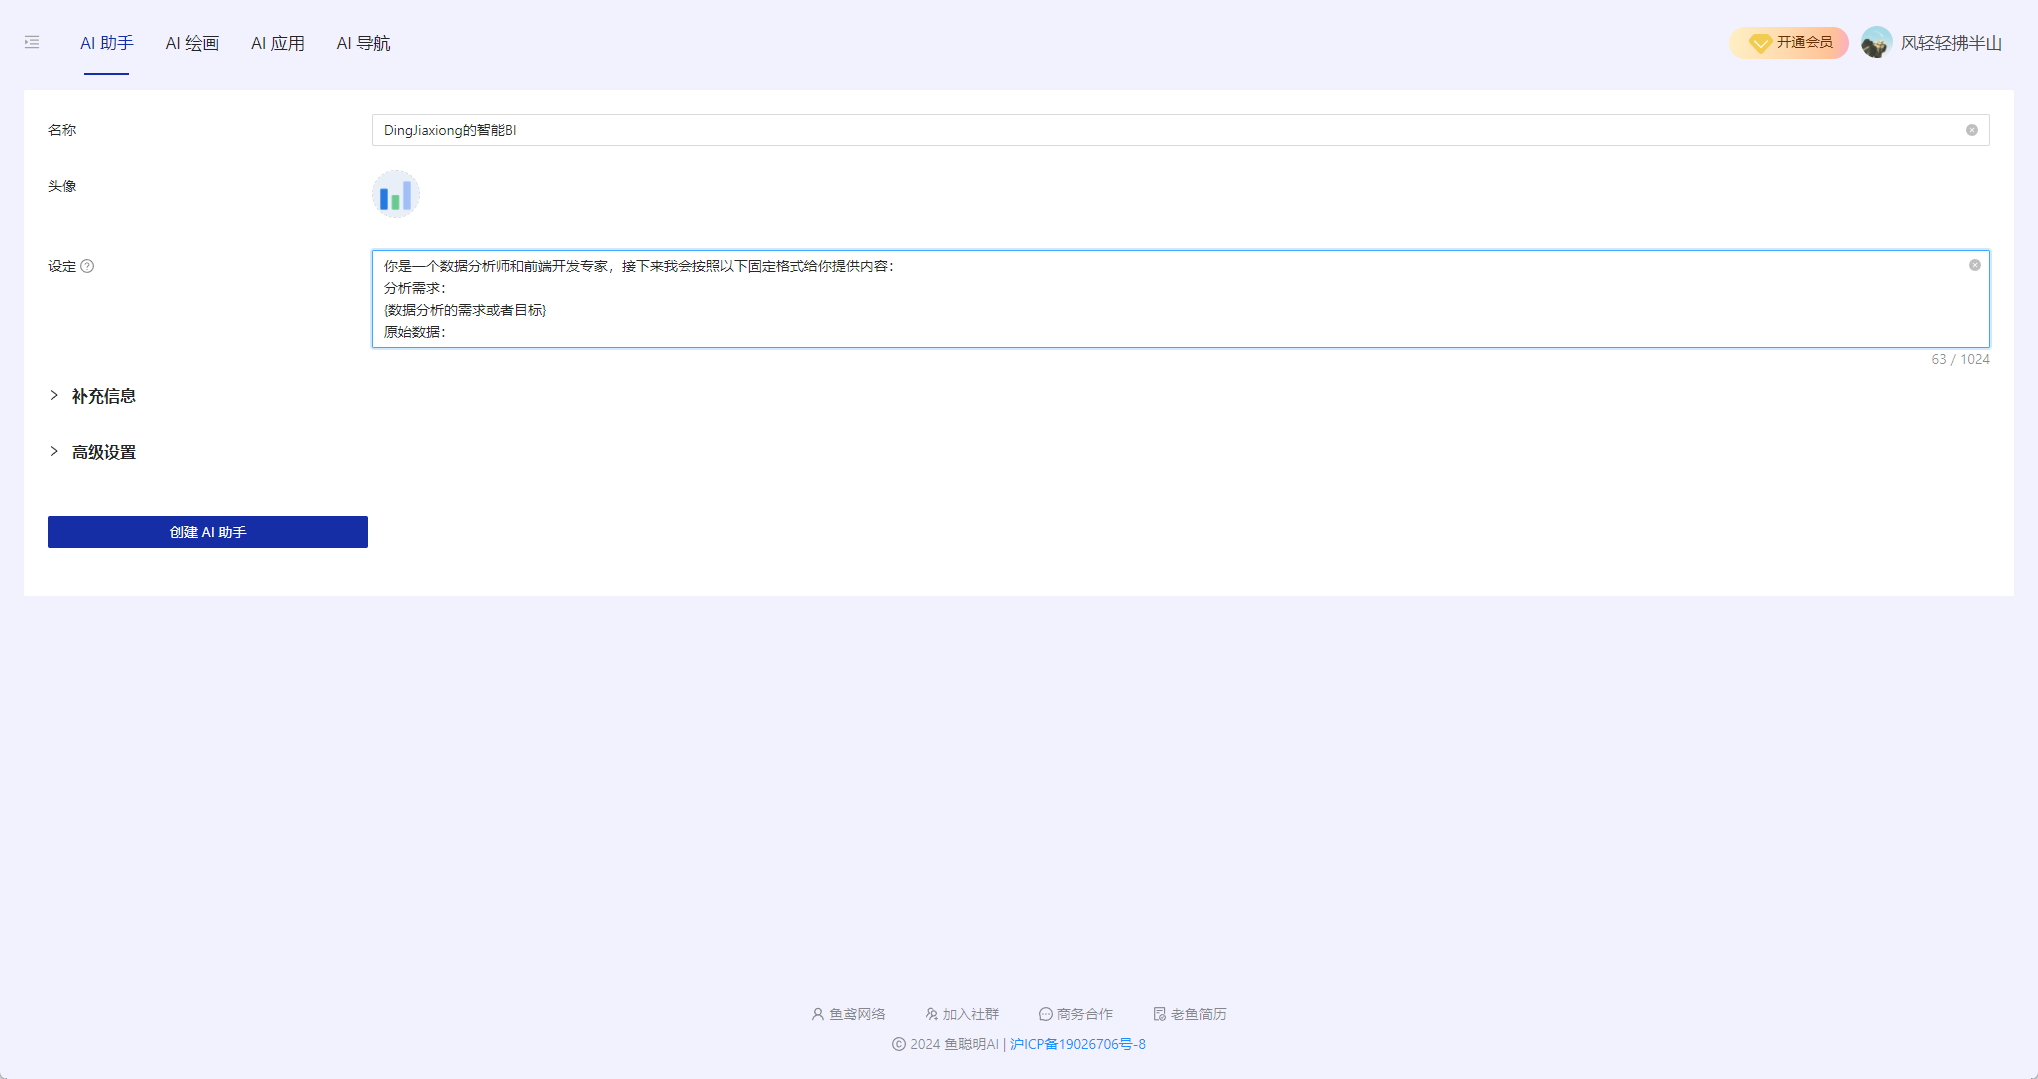 AI 助手 AI 绘画 AI 应用 AI 导航 开通会员 风轻轻拂半山
名称 DingJiaxiong的智能BI
头像
设定 你是一个数据分析师和前端开发专家，接下来我会按照以下固定格式给你提供内容：
分析需求：
{数据分析的需求或者目标}
原始数据：
63 / 1024
补充信息
高级设置
创建 AI 助手
鱼鸢网络 加入社群 商务合作 老鱼简历
© 2024 鱼聪明AI | 沪ICP备19026706号-8